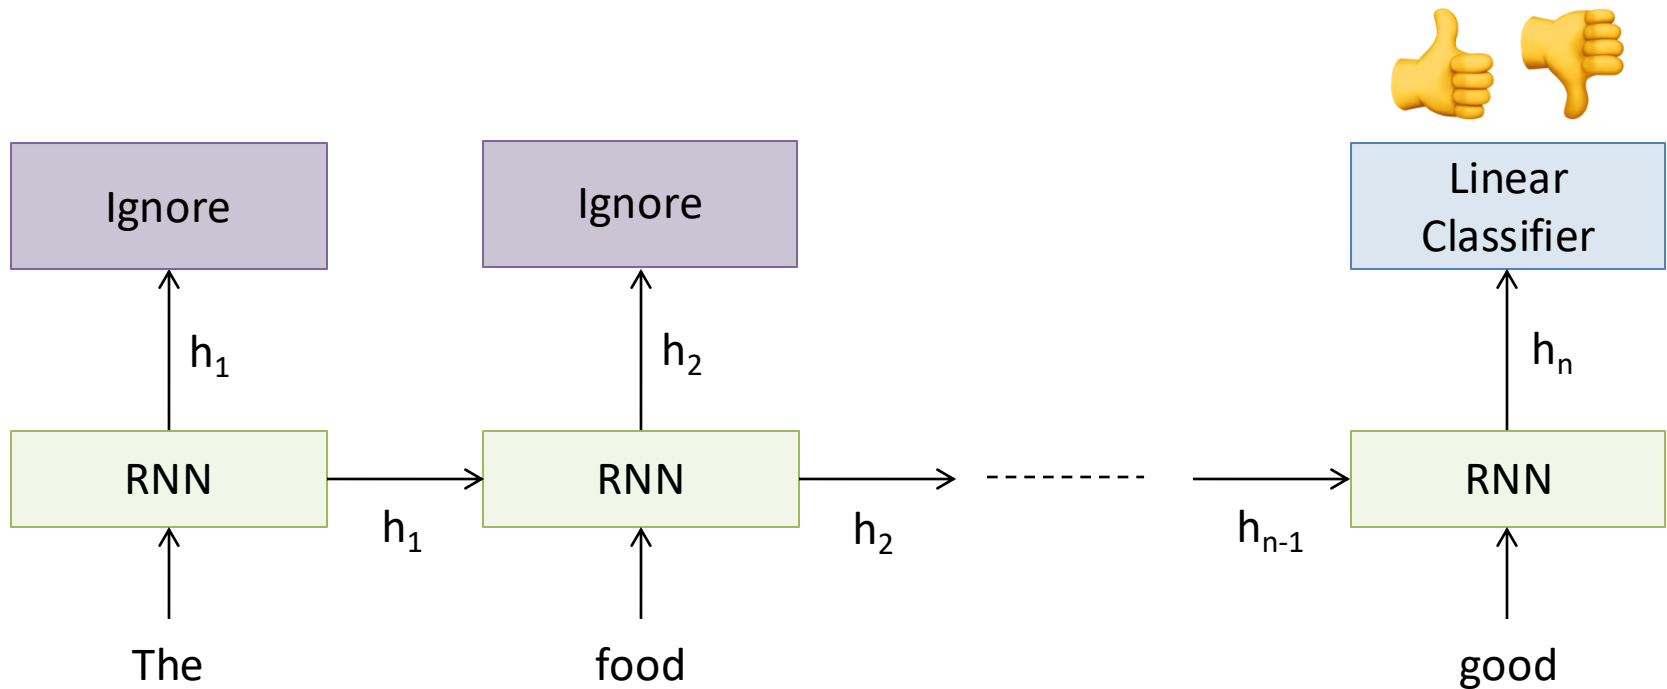 Ignore
Ignore
Linear
Classifier
h₁
h₂
hₙ
RNN
RNN
RNN
h₁
h₂
hₙ₋₁
The
food
good